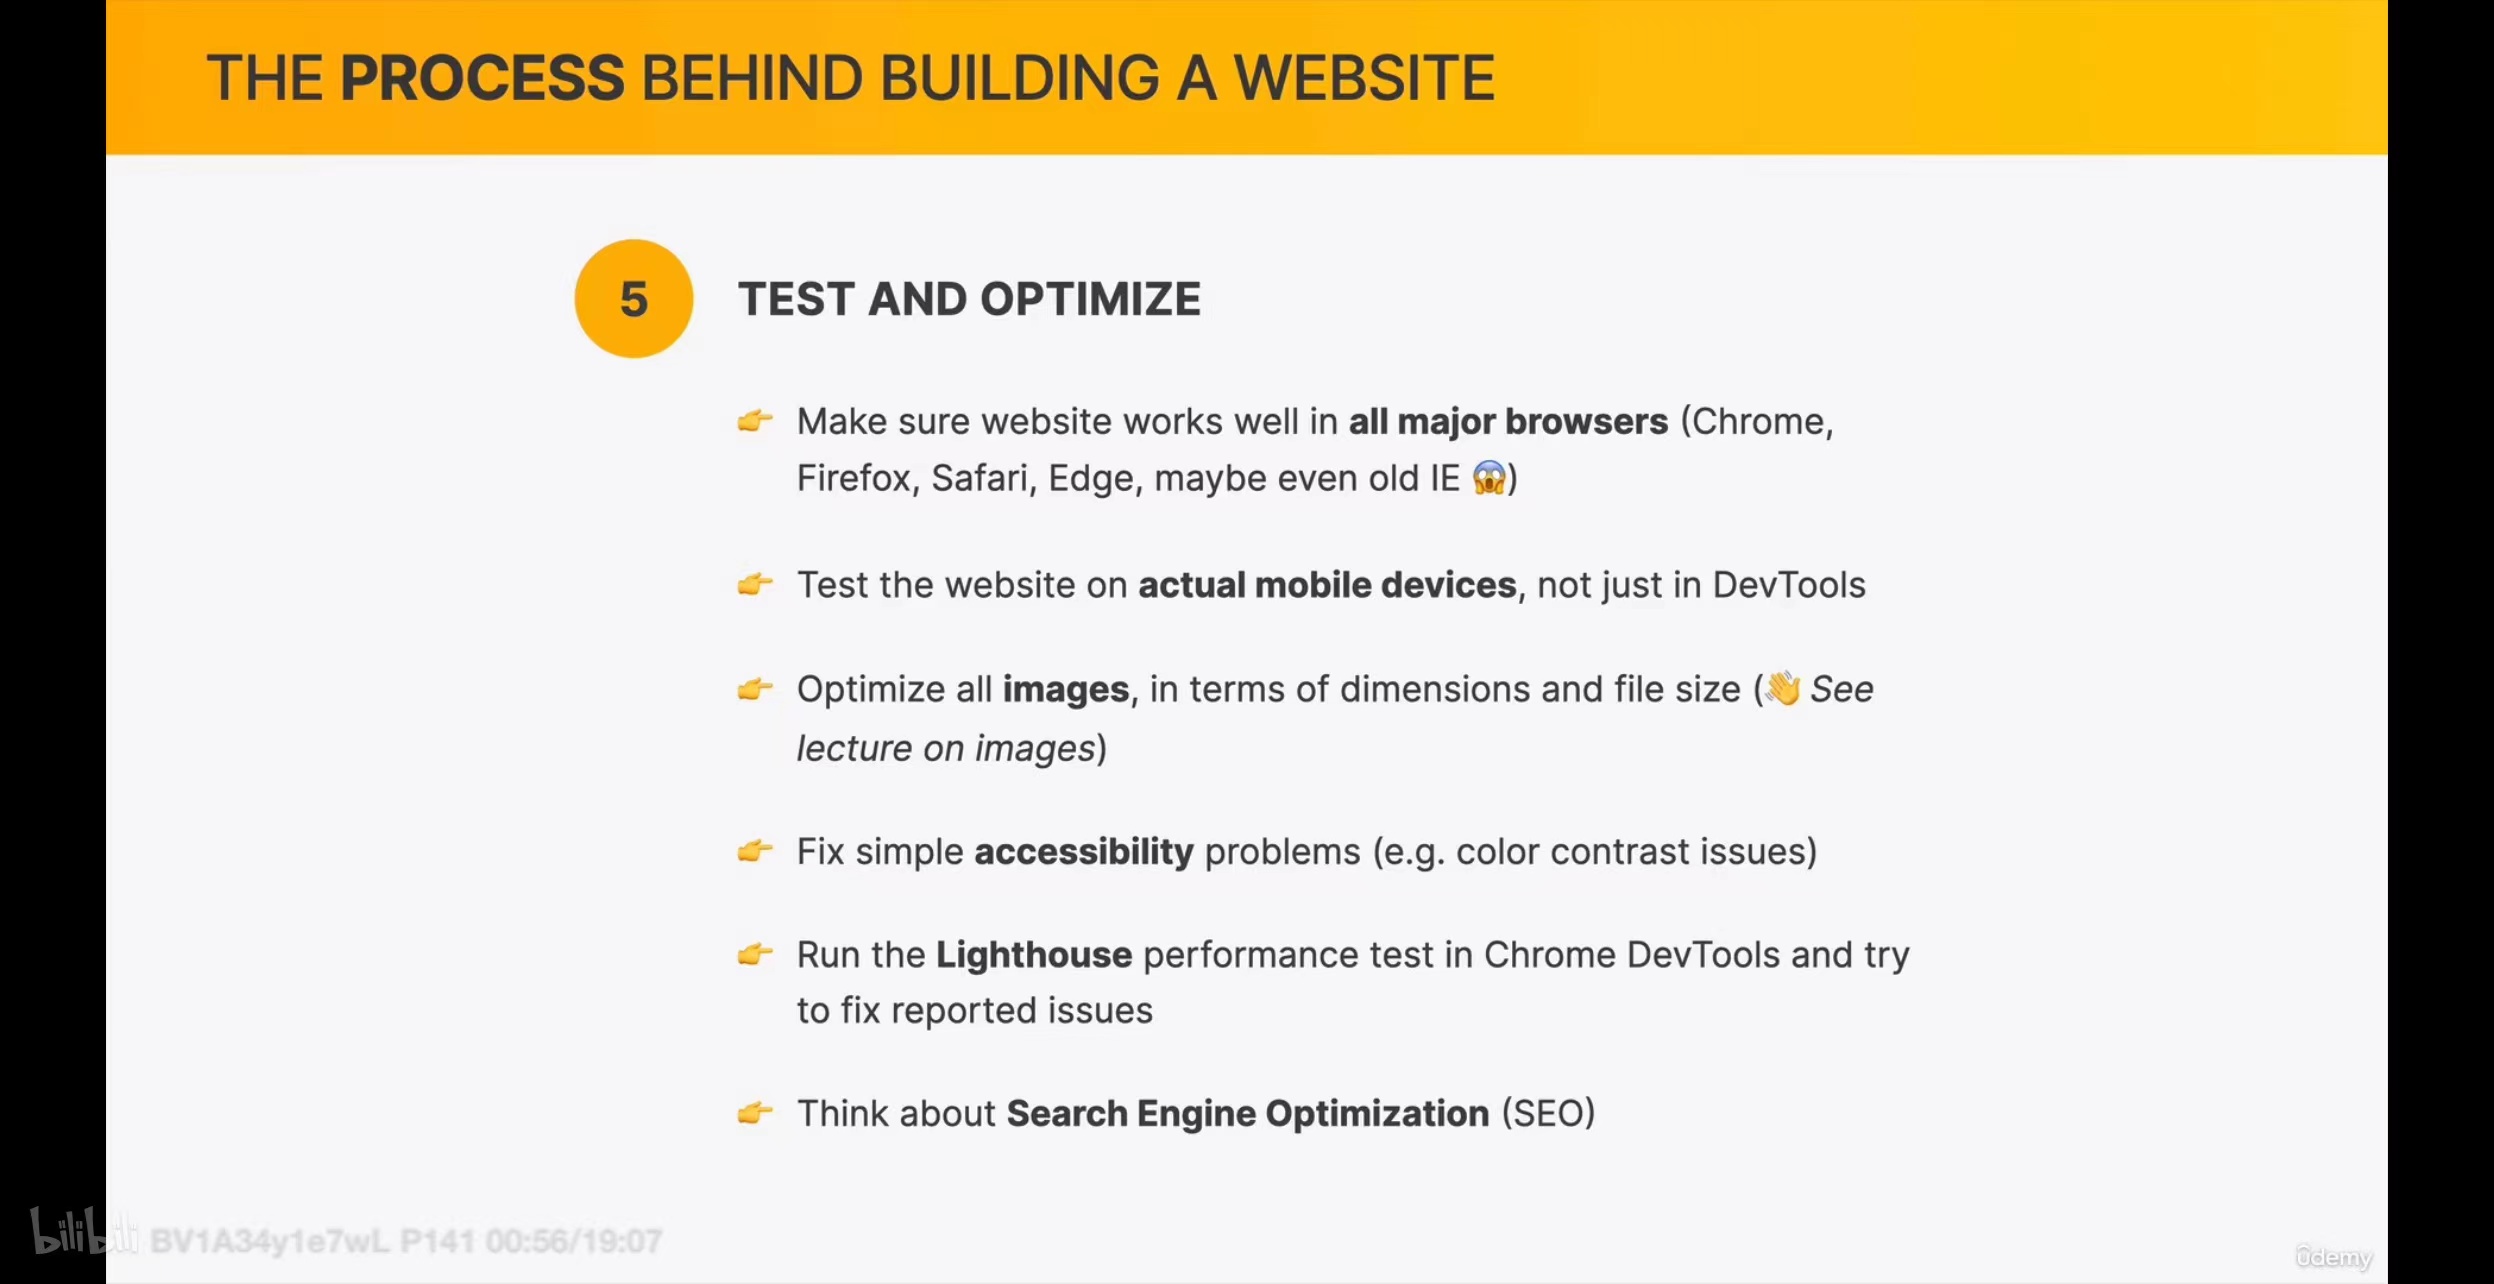 THE PROCESS BEHIND BUILDING A WEBSITE
5
TEST AND OPTIMIZE
👉 Make sure website works well in all major browsers (Chrome,
Firefox, Safari, Edge, maybe even old IE 😱)
👉 Test the website on actual mobile devices, not just in DevTools
👉 Optimize all images, in terms of dimensions and file size (👋 See
lecture on images)
👉 Fix simple accessibility problems (e.g. color contrast issues)
👉 Run the Lighthouse performance test in Chrome DevTools and try
to fix reported issues
👉 Think about Search Engine Optimization (SEO)
bilibili BV1A34y1e7wL P141 00:56/19:07
ûdemy